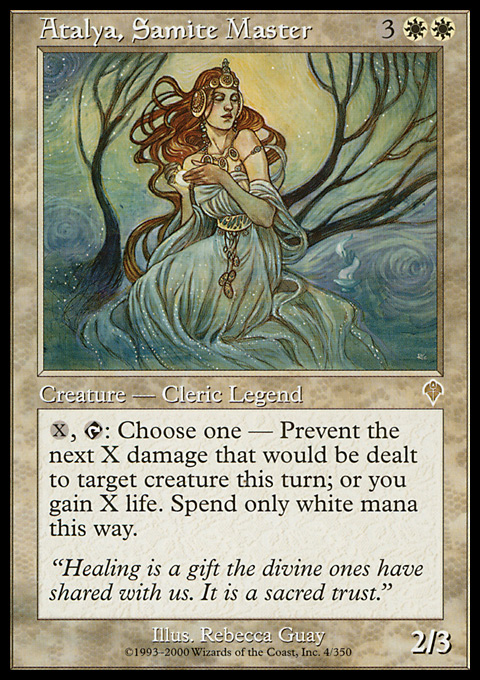 Atalya, Samite Master 3
Creature — Cleric Legend
X, : Choose one — Prevent the
next X damage that would be dealt
to target creature this turn; or you
gain X life. Spend only white mana
this way.
“Healing is a gift the divine ones have
shared with us. It is a sacred trust.”
Illus. Rebecca Guay
©1993–2000 Wizards of the Coast, Inc. 4/350
2/3